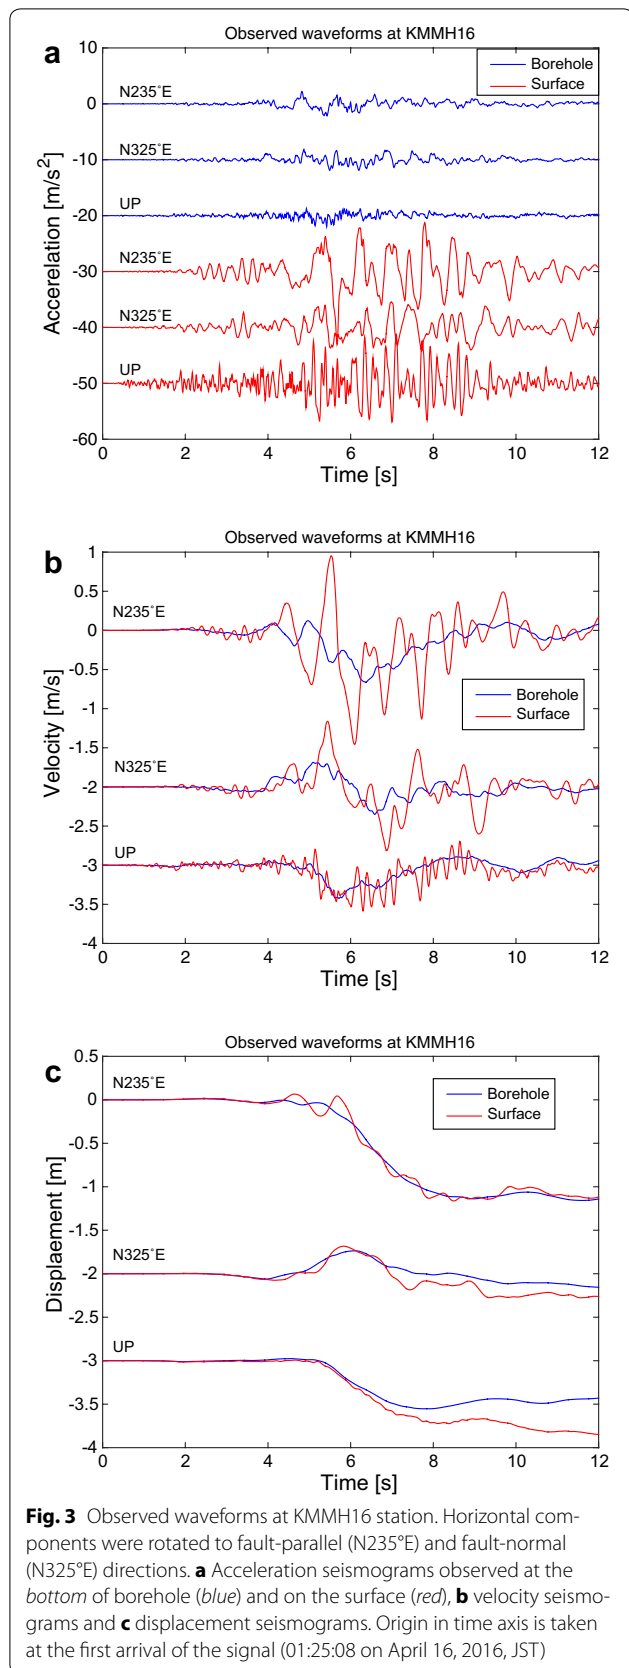 Observed waveforms at KMMH16
a
10
Borehole
Surface
N235°E
0
N325°E
-10
UP
-20
N235°E
-30
N325°E
-40
UP
-50
-60
Accerelation [m/s²]
0 2 4 6 8 10 12
Time [s]
Observed waveforms at KMMH16
b
1
N235°E
0.5
0
-0.5
Borehole
Surface
-1
-1.5
N325°E
-2
-2.5
UP
-3
-3.5
-4
Velocity [m/s]
0 2 4 6 8 10 12
Time [s]
Observed waveforms at KMMH16
c
0.5
N235°E
Borehole
Surface
0
-0.5
-1
-1.5
N325°E
-2
-2.5
UP
-3
-3.5
-4
Displaement [m]
0 2 4 6 8 10 12
Time [s]
Fig. 3 Observed waveforms at KMMH16 station. Horizontal com-
ponents were rotated to fault-parallel (N235°E) and fault-normal
(N325°E) directions. a Acceleration seismograms observed at the
bottom of borehole (blue) and on the surface (red), b velocity seismo-
grams and c displacement seismograms. Origin in time axis is taken
at the first arrival of the signal (01:25:08 on April 16, 2016, JST)